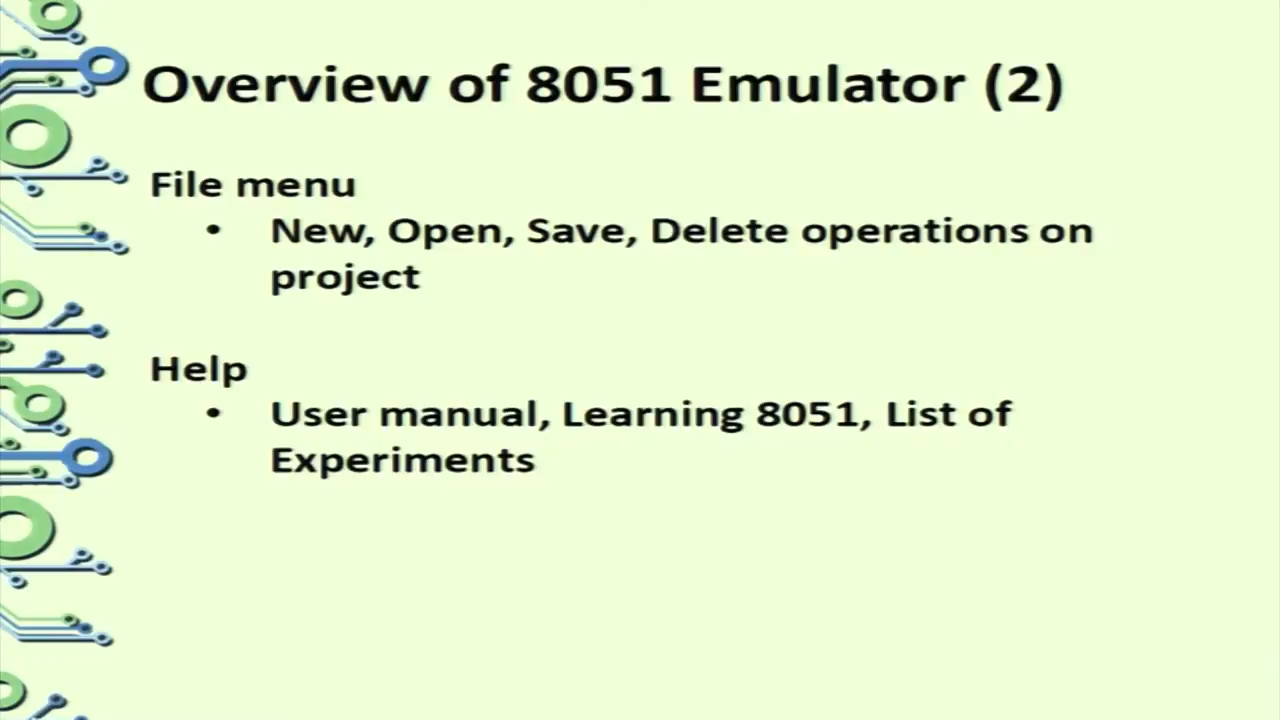 Overview of 8051 Emulator (2)
File menu
• New, Open, Save, Delete operations on
project
Help
• User manual, Learning 8051, List of
Experiments